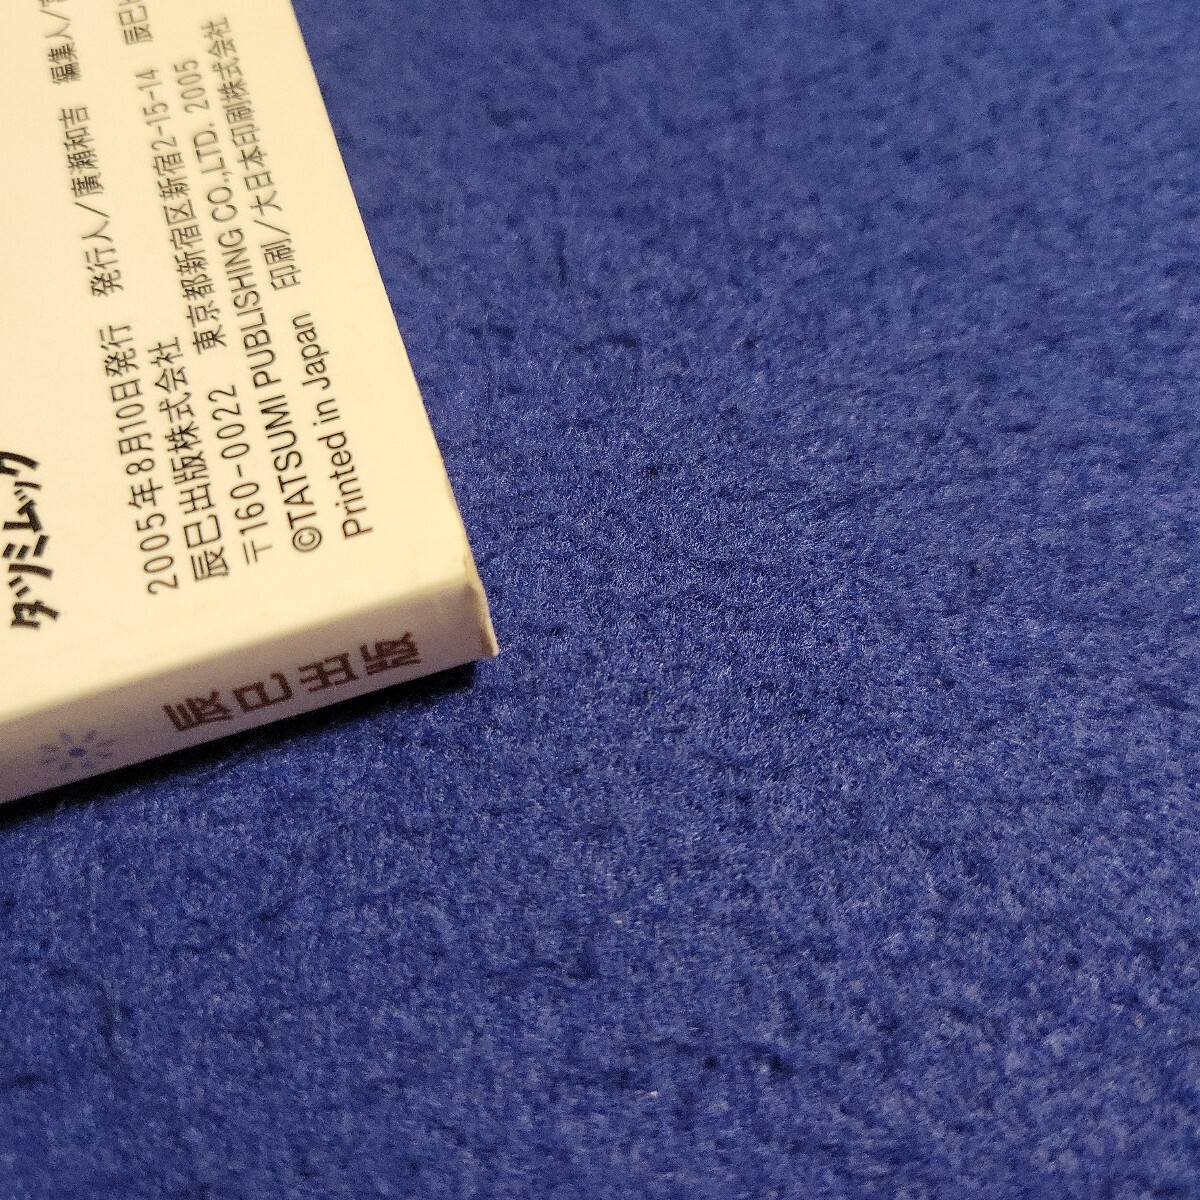 タツミムック
2005年8月10日発行 発行人/廣瀬和吉 編集人/
辰巳出版株式会社
〒160-0022 東京都新宿区新宿2-15-14 辰巳
©TATSUMI PUBLISHING CO.,LTD. 2005
Printed in Japan 印刷/大日本印刷株式会社
辰巳出版